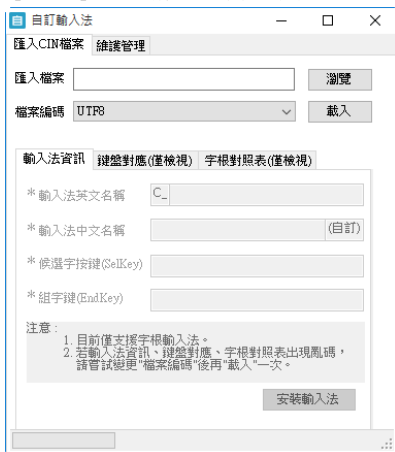 自 自訂輸入法
匯入CIN檔案 維護管理
匯入檔案 瀏覽
檔案編碼 UTF8 載入
輸入法資訊 鍵盤對應(僅檢視) 字根對照表(僅檢視)
*輸入法英文名稱 C_
*輸入法中文名稱 (自訂)
*候選字按鍵(SelKey)
*組字鍵(EndKey)
注意：
1. 目前僅支援字根輸入法。
2. 若輸入法資訊、鍵盤對應、字根對照表出現亂碼，
請嘗試變更"檔案編碼"後再"載入"一次。
安裝輸入法